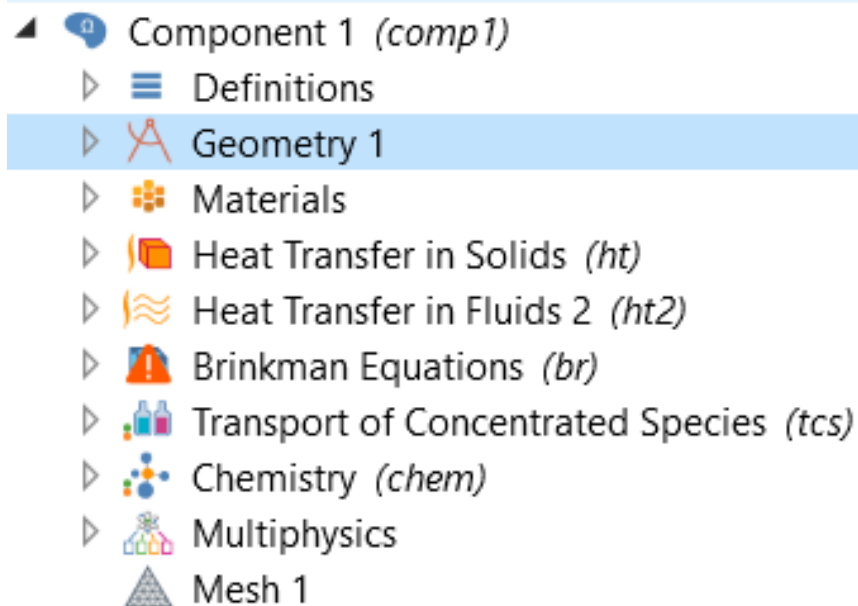 Component 1 (comp1)
Definitions
Geometry 1
Materials
Heat Transfer in Solids (ht)
Heat Transfer in Fluids 2 (ht2)
Brinkman Equations (br)
Transport of Concentrated Species (tcs)
Chemistry (chem)
Multiphysics
Mesh 1